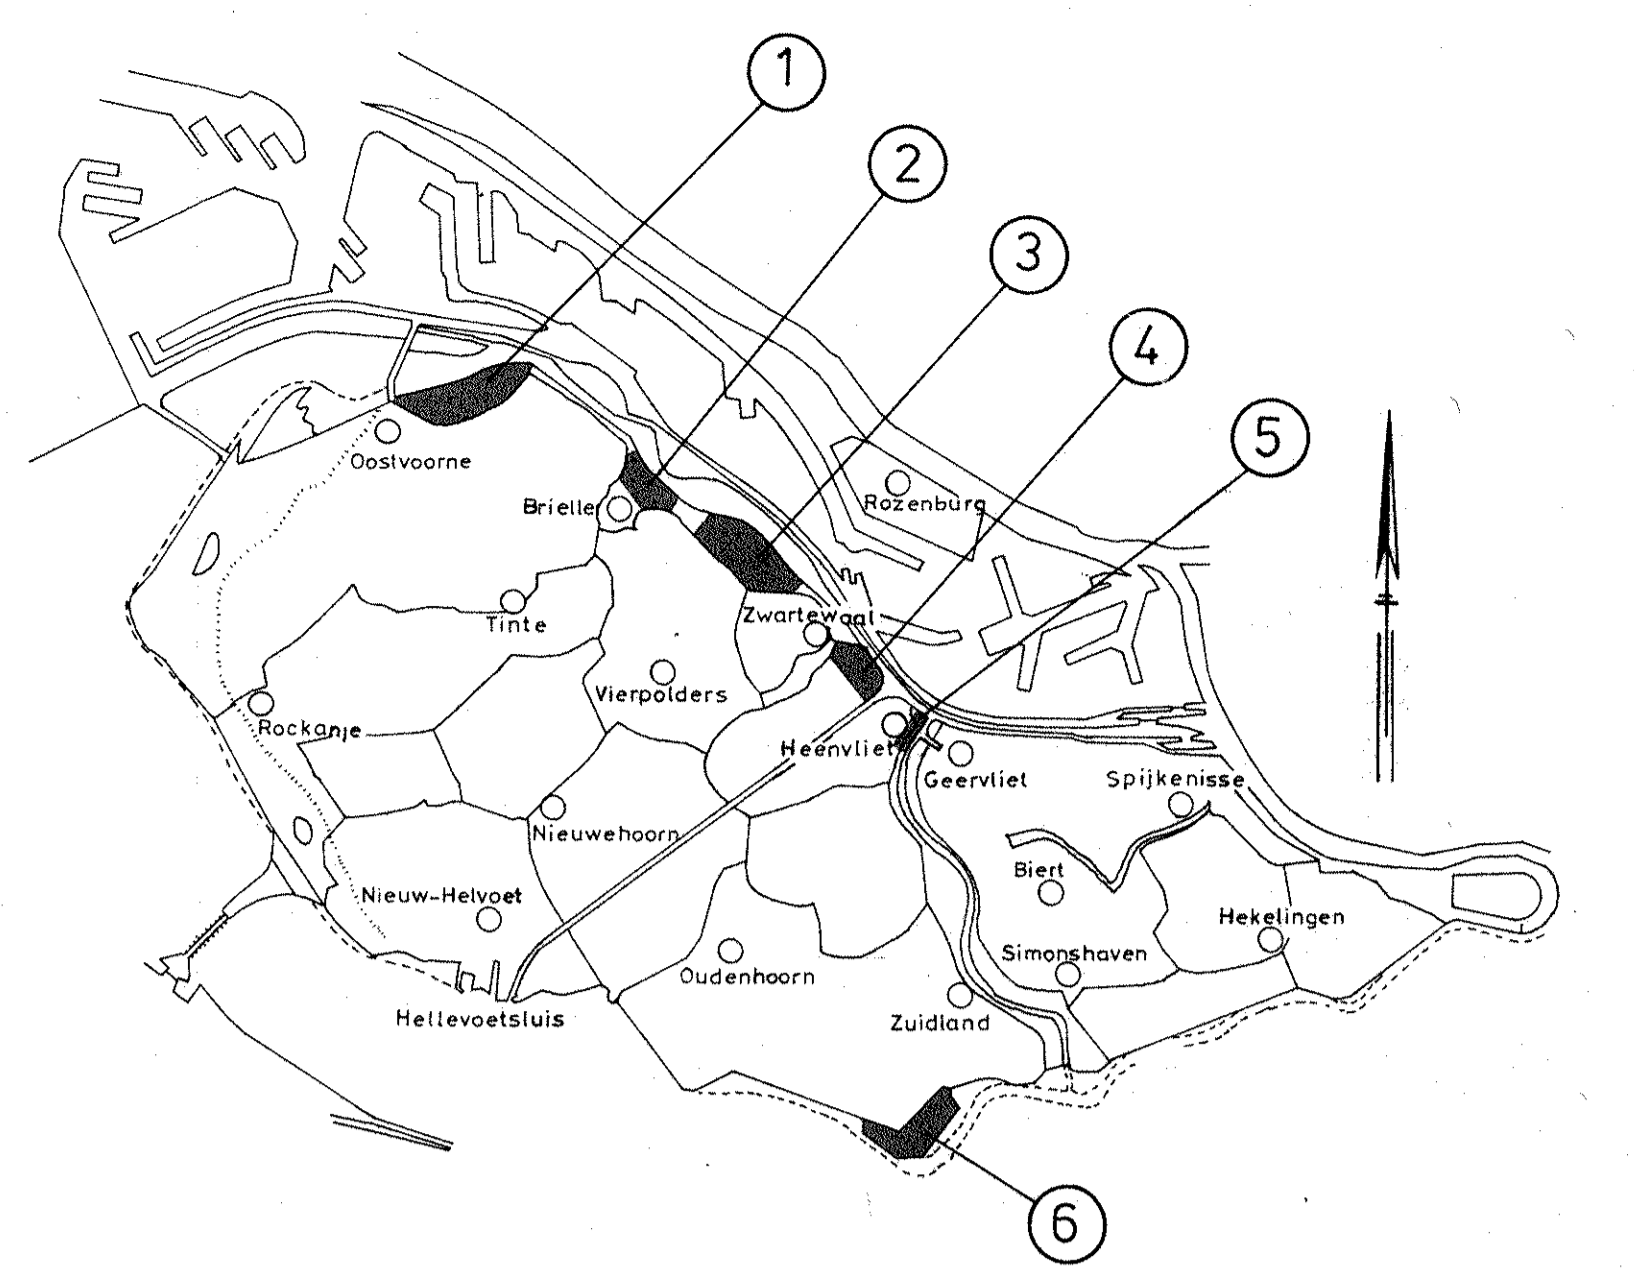 1
2
3
4
5
Oostvoorne
Brielle
Rozenburg
Tinte
Zwartewaal
Vierpolders
Rockanje
Heenvliet
Geervliet
Spijkenisse
Nieuwehoorn
Biert
Nieuw-Helvoet
Hekelingen
Simonshaven
Oudenhoorn
Hellevoetsluis
Zuidland
6